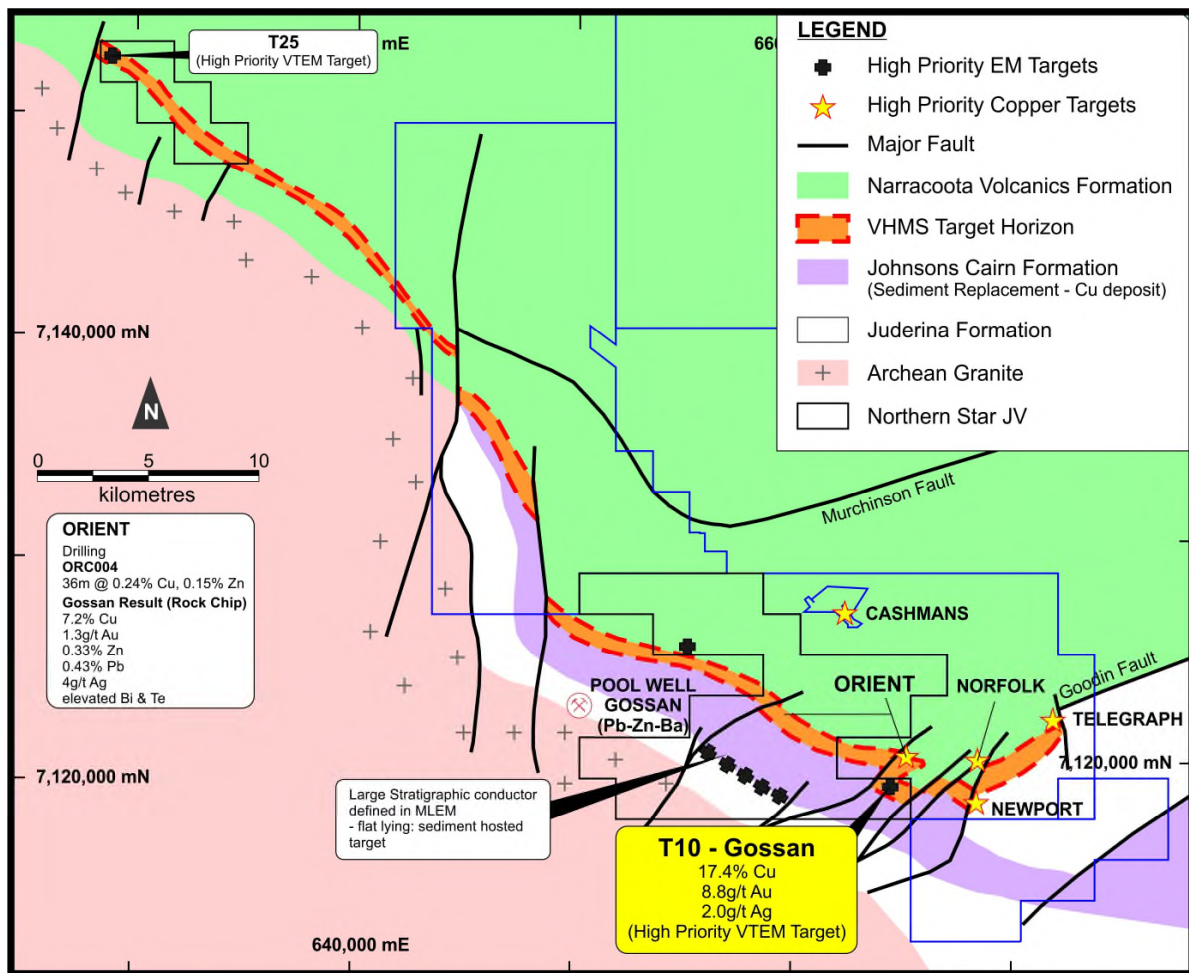 T25
(High Priority VTEM Target)
mE
660
LEGEND
High Priority EM Targets
High Priority Copper Targets
Major Fault
Narracoota Volcanics Formation
VHMS Target Horizon
Johnsons Cairn Formation
(Sediment Replacement - Cu deposit)
Juderina Formation
Archean Granite
Northern Star JV
7,140,000 mN
N
0 5 10
kilometres
Murchinson Fault
ORIENT
Drilling
ORC004
36m @ 0.24% Cu, 0.15% Zn
Gossan Result (Rock Chip)
7.2% Cu
1.3g/t Au
0.33% Zn
0.43% Pb
4g/t Ag
elevated Bi & Te
CASHMANS
POOL WELL
GOSSAN
(Pb-Zn-Ba)
ORIENT
NORFOLK
Goodin Fault
TELEGRAPH
7,120,000 mN
7,120,000 mN
NEWPORT
Large Stratigraphic conductor
defined in MLEM
- flat lying: sediment hosted
target
T10 - Gossan
17.4% Cu
8.8g/t Au
2.0g/t Ag
(High Priority VTEM Target)
640,000 mE